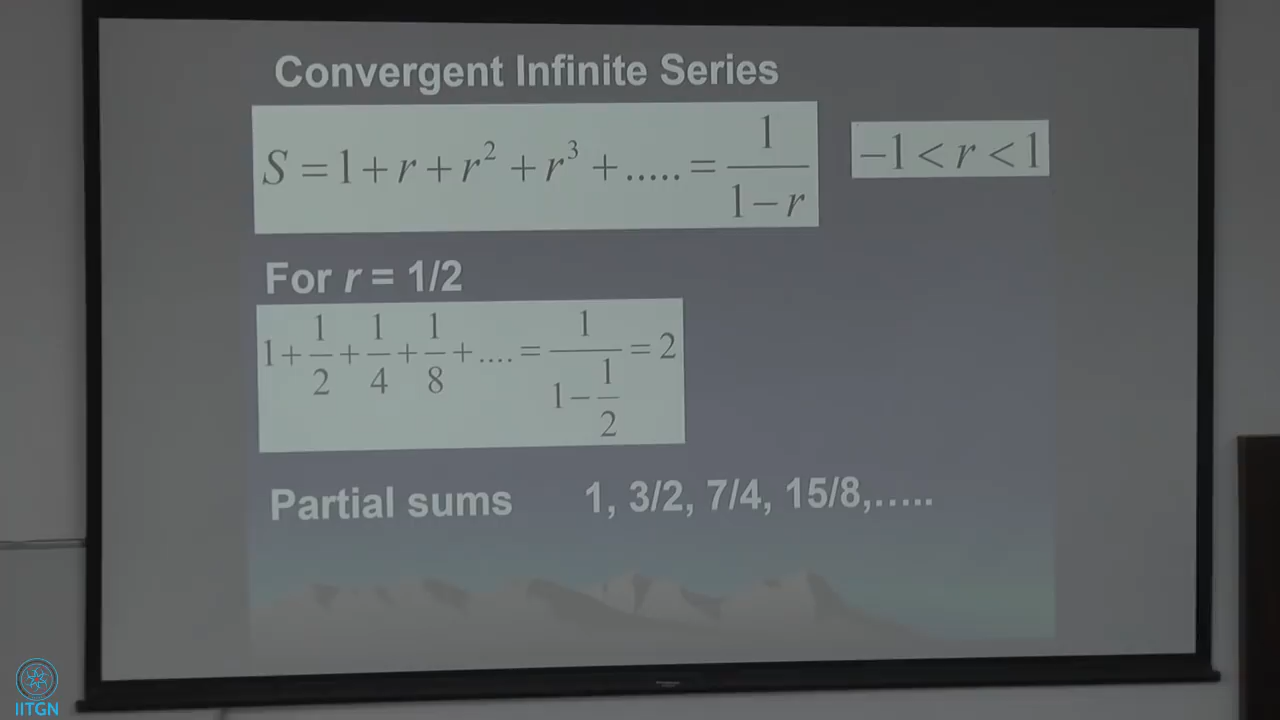 Convergent Infinite Series
S = 1 + r + r² + r³ + ..... = 1/(1 − r)    −1 < r < 1
For r = 1/2
1 + 1/2 + 1/4 + 1/8 + .... = 1/(1 − 1/2) = 2
Partial sums    1, 3/2, 7/4, 15/8,.....
IITGN